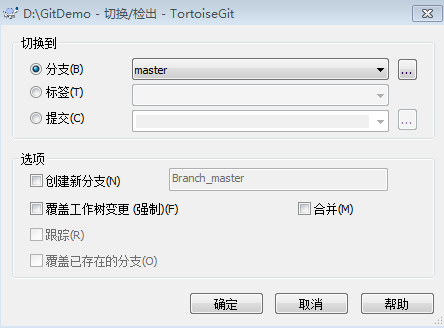 D:\GitDemo - 切换/检出 - TortoiseGit
切换到
分支(B)
master
...
标签(T)
提交(C)
...
选项
创建新分支(N)
Branch_master
覆盖工作树变更 (强制)(F)
合并(M)
跟踪(R)
覆盖已存在的分支(O)
确定
取消
帮助